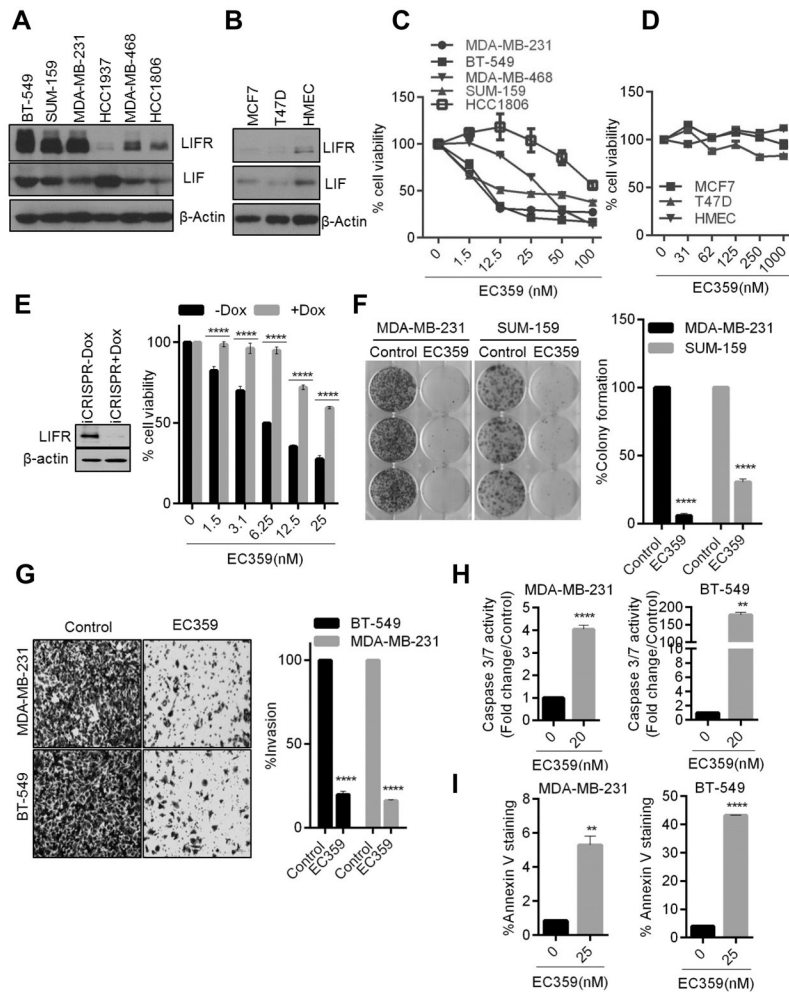 A
BT-549
SUM-159
MDA-MB-231
HCC1937
MDA-MB-468
HCC1806
LIFR
LIF
β-Actin
B
MCF7
T47D
HMEC
LIFR
LIF
β-Actin
C
MDA-MB-231
BT-549
MDA-MB-468
SUM-159
HCC1806
% cell viability
150
100
50
0
0 1.5 12.5 25 50 100
EC359 (nM)
D
% cell viability
150
100
50
0
MCF7
T47D
HMEC
0 31 62 125 250 1000
EC359(nM)
E
iCRISPR-Dox
iCRISPR+Dox
LIFR
β-actin
-Dox +Dox
% cell viability
100
50
0
**** **** **** **** ****
0 1.5 3.1 6.25 12.5 25
EC359(nM)
F
MDA-MB-231 SUM-159
Control EC359 Control EC359
MDA-MB-231
SUM-159
%Colony formation
100
50
0
**** ****
Control EC359 Control EC359
G
Control EC359
MDA-MB-231
BT-549
BT-549
MDA-MB-231
%Invasion
100
50
0
**** ****
Control EC359 Control EC359
H
MDA-MB-231
Caspase 3/7 activity
(Fold change/Control)
5
4
3
2
1
0
****
0 20
EC359(nM)
BT-549
Caspase 3/7 activity
(Fold change/Control)
200
150
100
10
8
6
4
2
0
**
0 20
EC359(nM)
I
MDA-MB-231
%Annexin V staining
8
6
4
2
0
**
0 25
EC359(nM)
BT-549
% Annexin V staining
50
40
30
20
10
0
****
0 25
EC359(nM)